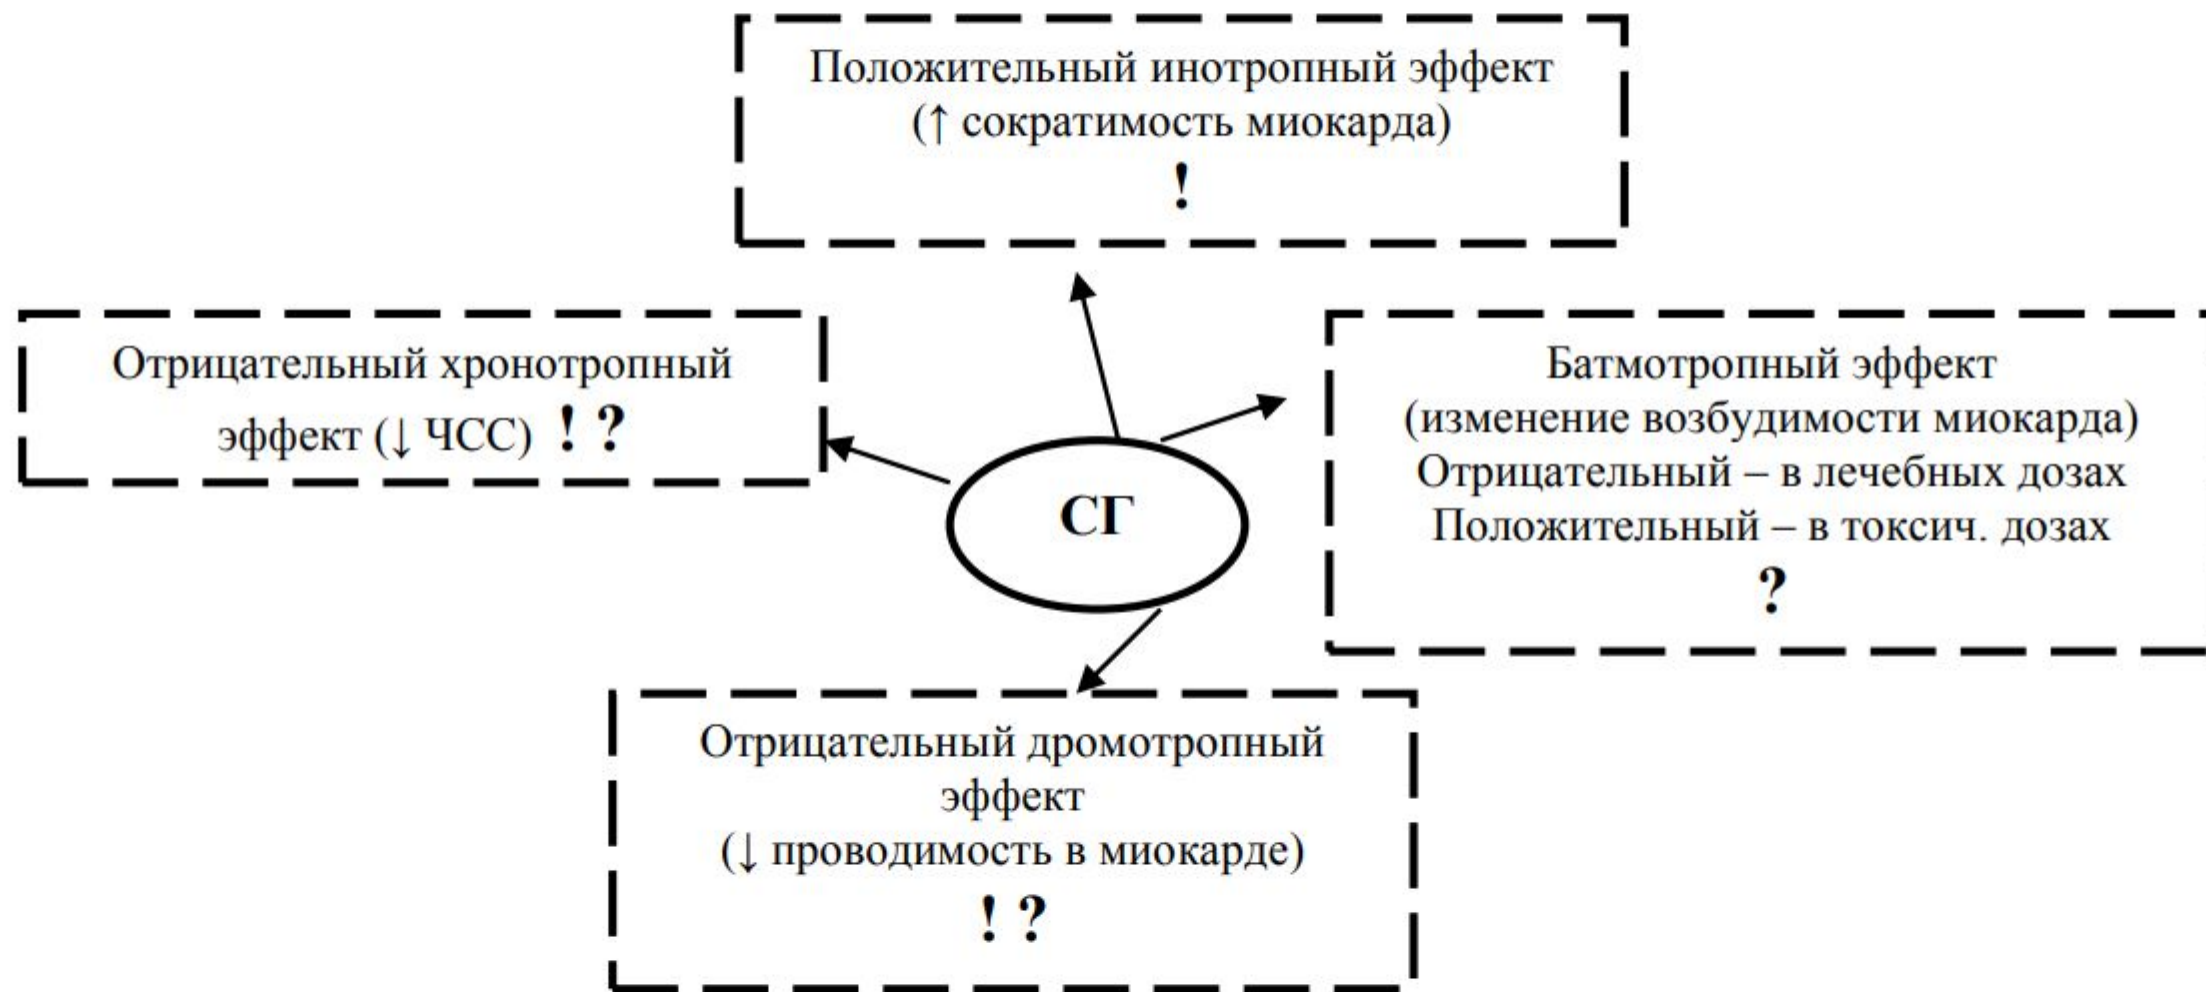 Положительный инотропный эффект
(↑ сократимость миокарда)
!
Отрицательный хронотропный
эффект (↓ ЧСС) ! ?
Батмотропный эффект
(изменение возбудимости миокарда)
Отрицательный – в лечебных дозах
Положительный – в токсич. дозах
?
СГ
Отрицательный дромотропный
эффект
(↓ проводимость в миокарде)
! ?